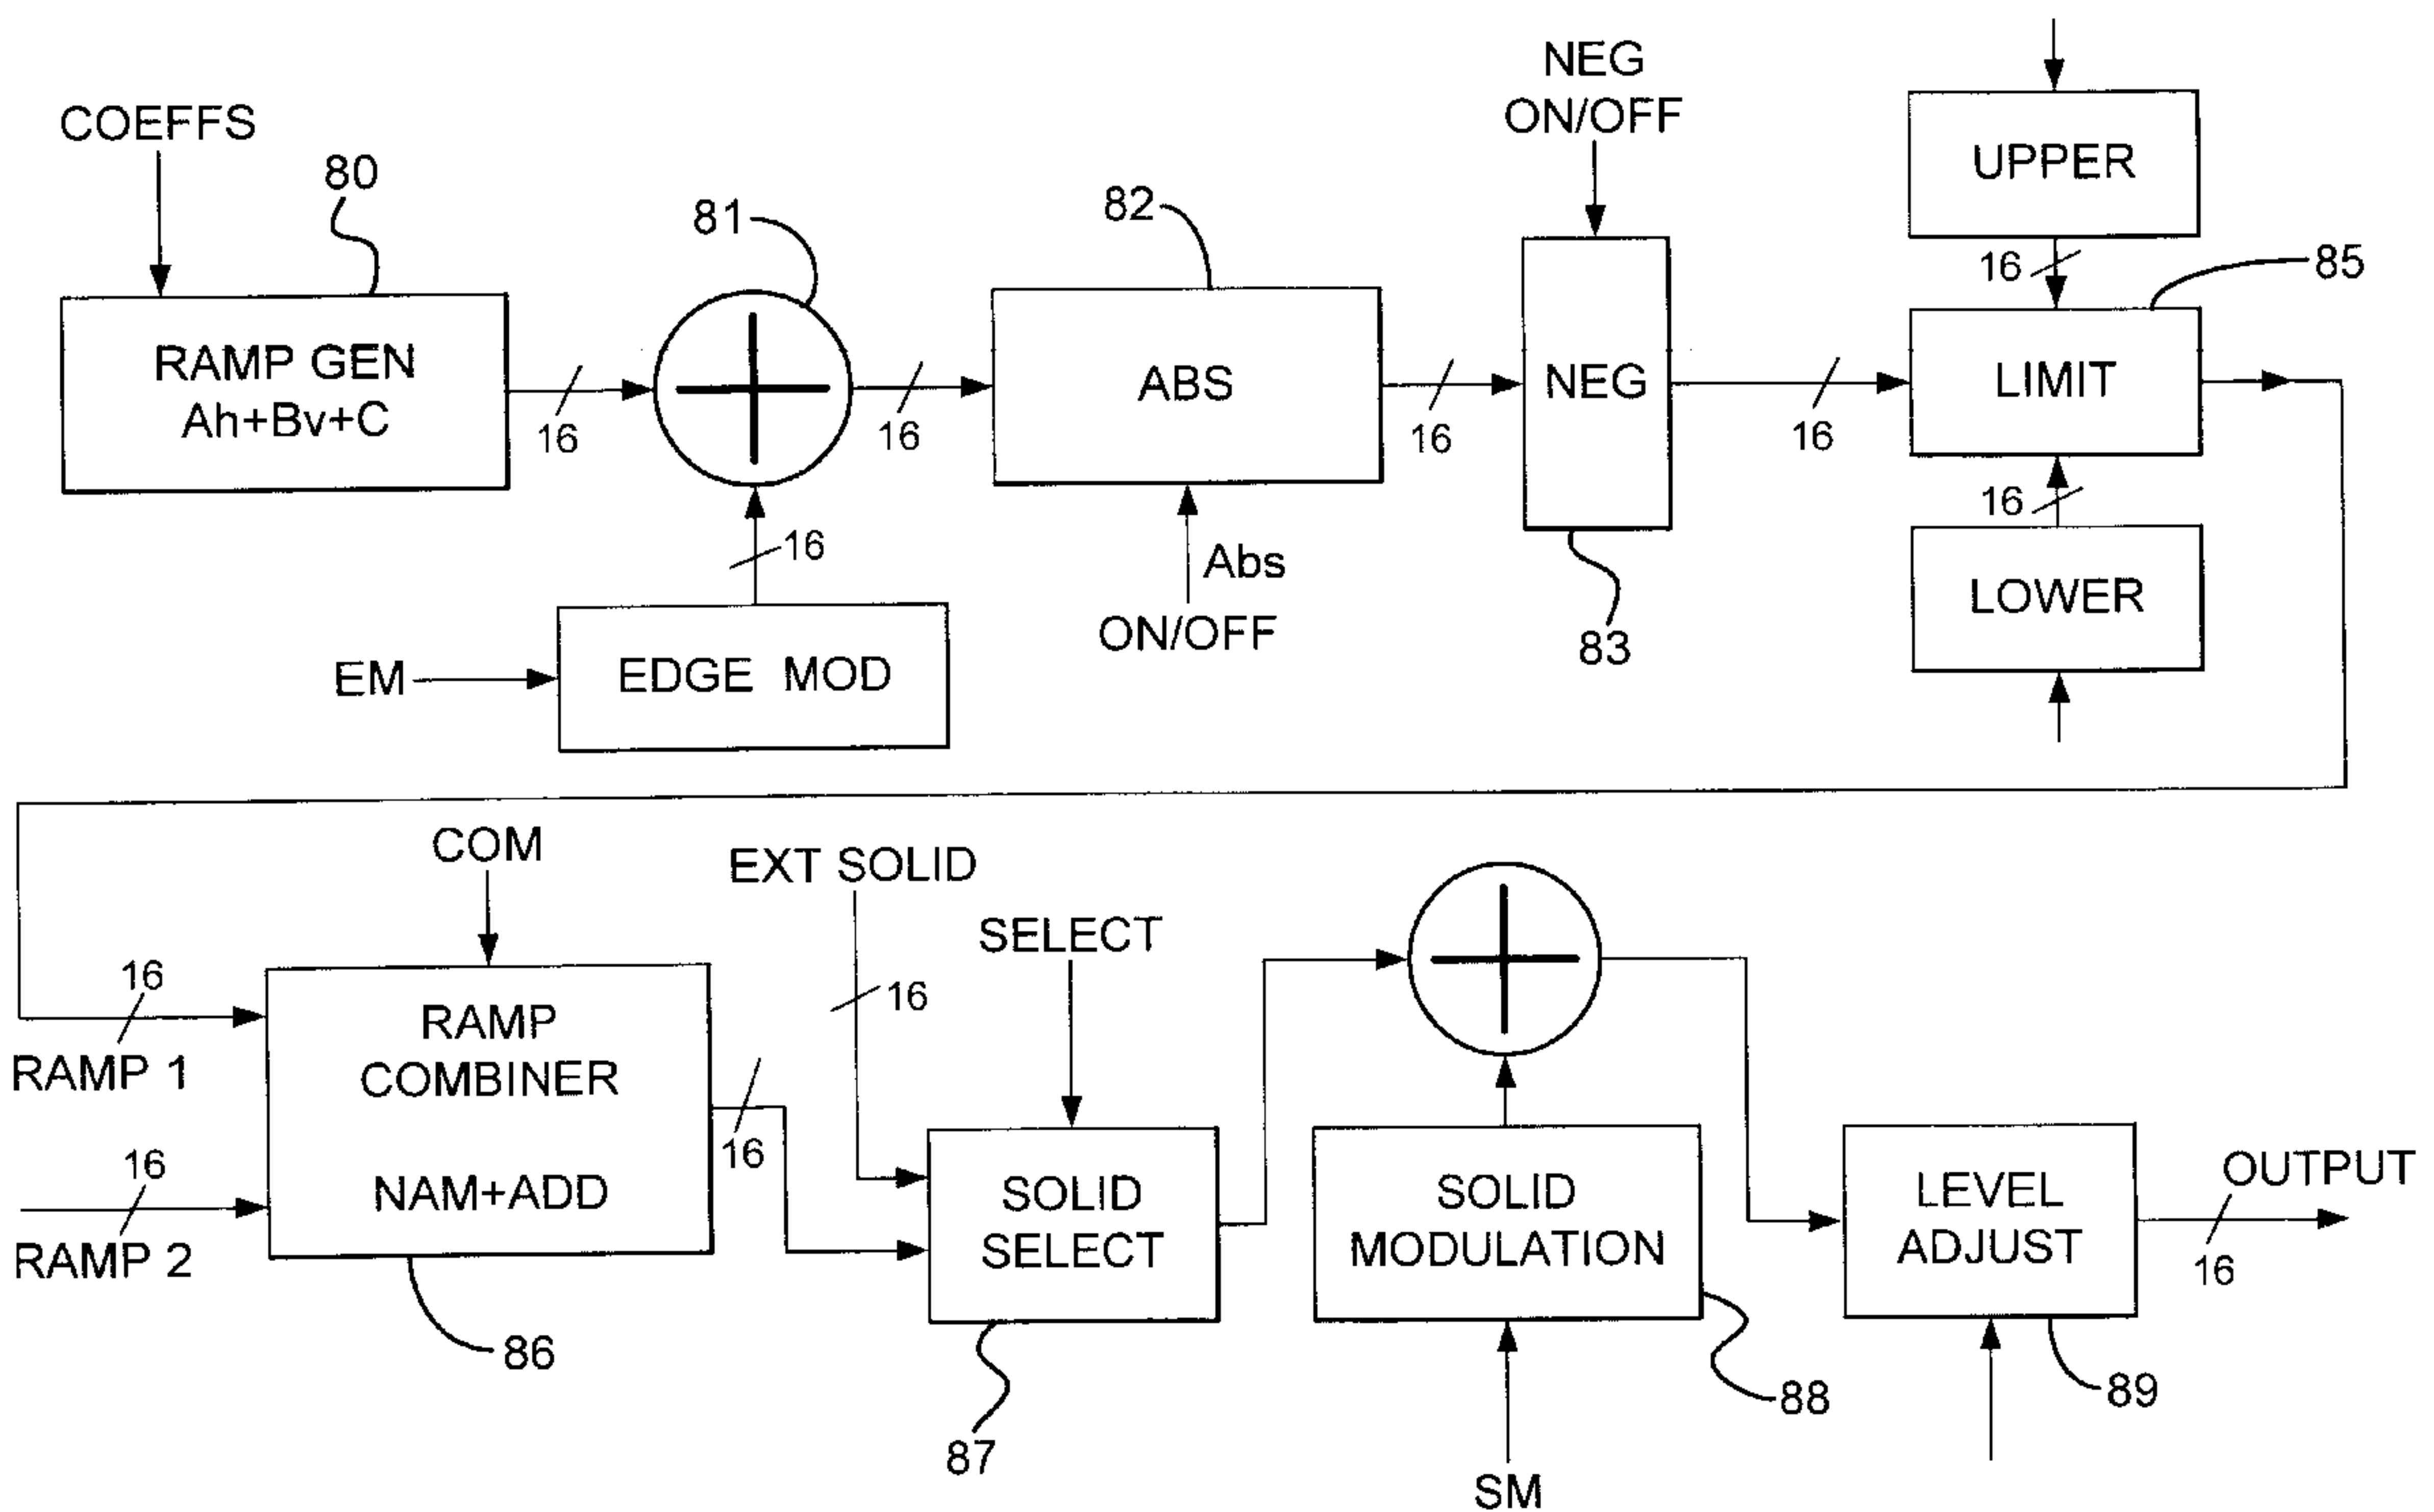 NEG
ON/OFF
COEFFS
80
81
82
UPPER
16
85
RAMP GEN
Ah+Bv+C
16
16
ABS
16
NEG
16
LIMIT
16
16
Abs
ON/OFF
LOWER
83
EM
EDGE MOD
COM
EXT SOLID
SELECT
16
16
RAMP 1
RAMP
COMBINER
NAM+ADD
16
16
RAMP 2
SOLID
SELECT
SOLID
MODULATION
LEVEL
ADJUST
OUTPUT
16
86
87
88
89
SM